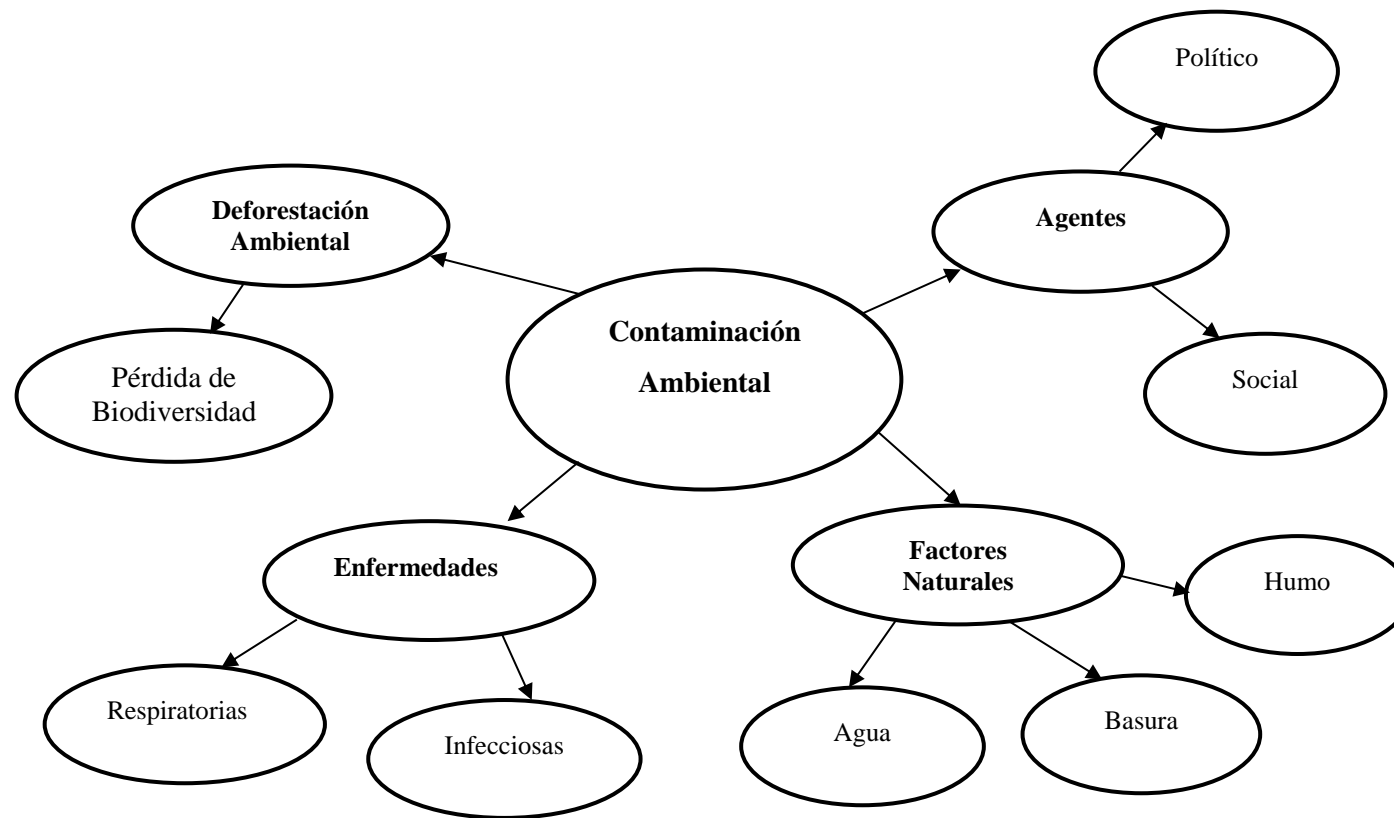 Político
Deforestación
Ambiental
Agentes
Contaminación
Ambiental
Pérdida de
Biodiversidad
Social
Enfermedades
Factores
Naturales
Humo
Respiratorias
Infecciosas
Agua
Basura